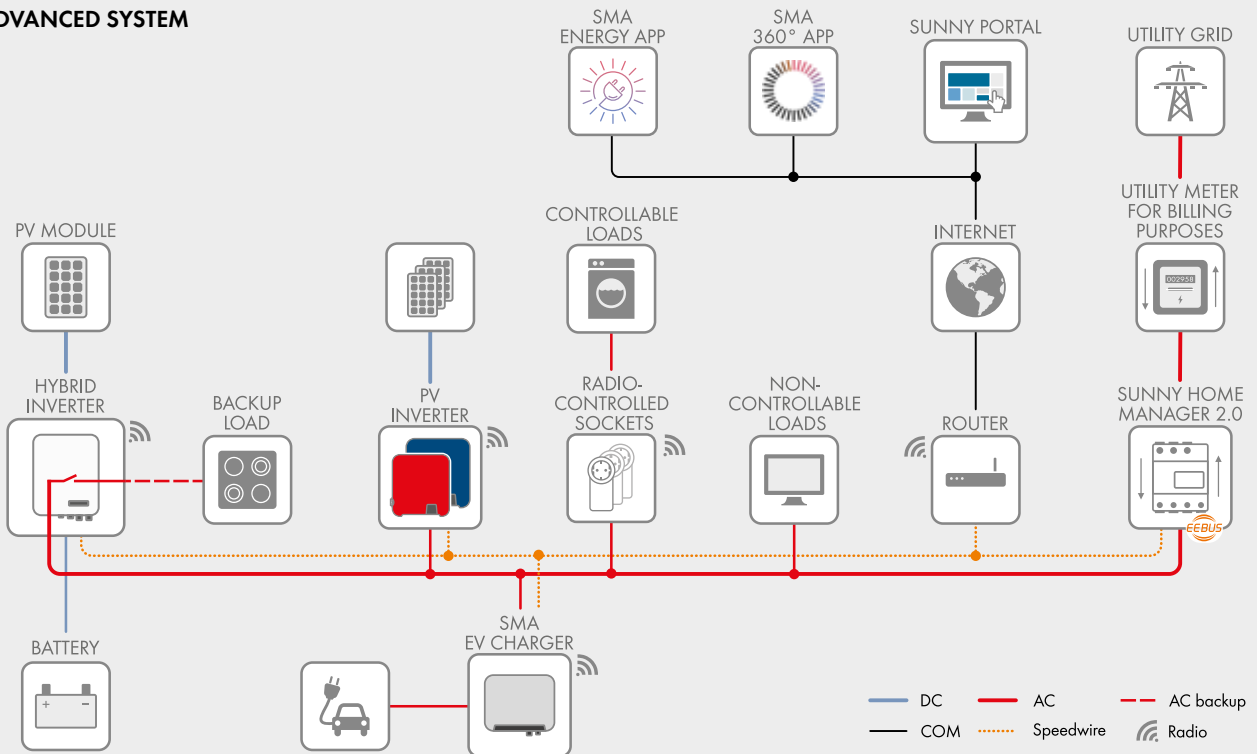 DVANCED SYSTEM
SMA
ENERGY APP
SMA
360° APP
SUNNY PORTAL
UTILITY GRID
UTILITY METER
FOR BILLING
PURPOSES
002958
CONTROLLABLE
LOADS
INTERNET
PV MODULE
HYBRID
INVERTER
BACKUP
LOAD
PV
INVERTER
RADIO-
CONTROLLED
SOCKETS
NON-
CONTROLLABLE
LOADS
ROUTER
SUNNY HOME
MANAGER 2.0
EEBUS
BATTERY
+ −
SMA
EV CHARGER
DC
AC
AC backup
COM
Speedwire
Radio